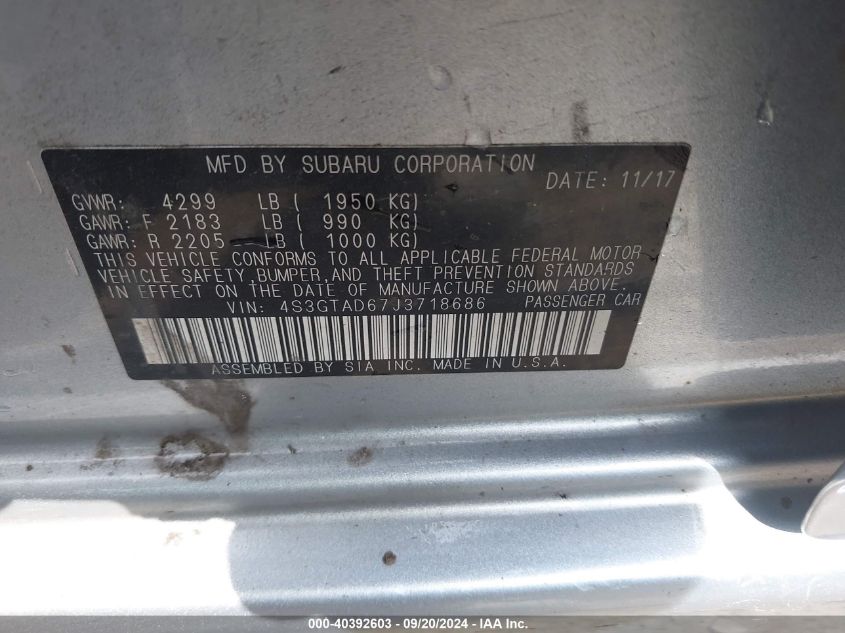 MFD BY SUBARU CORPORATION
DATE: 11/17
GVWR: 4299 LB ( 1950 KG)
GAWR: F 2183 LB ( 990 KG)
GAWR: R 2205 LB ( 1000 KG)
THIS VEHICLE CONFORMS TO ALL APPLICABLE FEDERAL MOTOR
VEHICLE SAFETY,BUMPER,AND THEFT PREVENTION STANDARDS
IN EFFECT ON THE DATE OF MANUFACTURE SHOWN ABOVE.
VIN: 4S3GTAD67J3718686 PASSENGER CAR
ASSEMBLED BY SIA INC. MADE IN U.S.A.
000-40392603 - 09/20/2024 - IAA Inc.